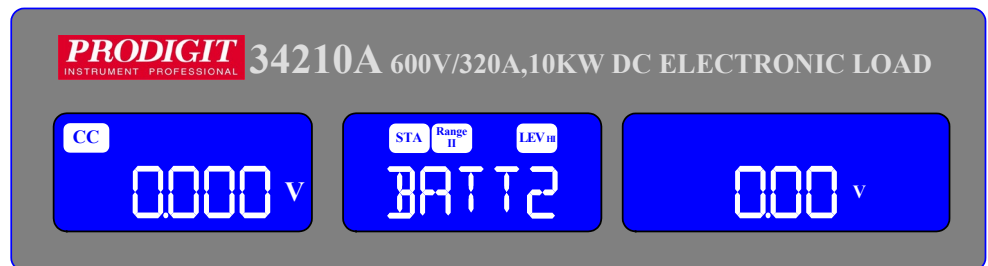 PRODIGIT
INSTRUMENT PROFESSIONAL
34210A 600V/320A,10KW DC ELECTRONIC LOAD
CC
0.000 V
STA Range II LEV HI
BATT2
0.00 V